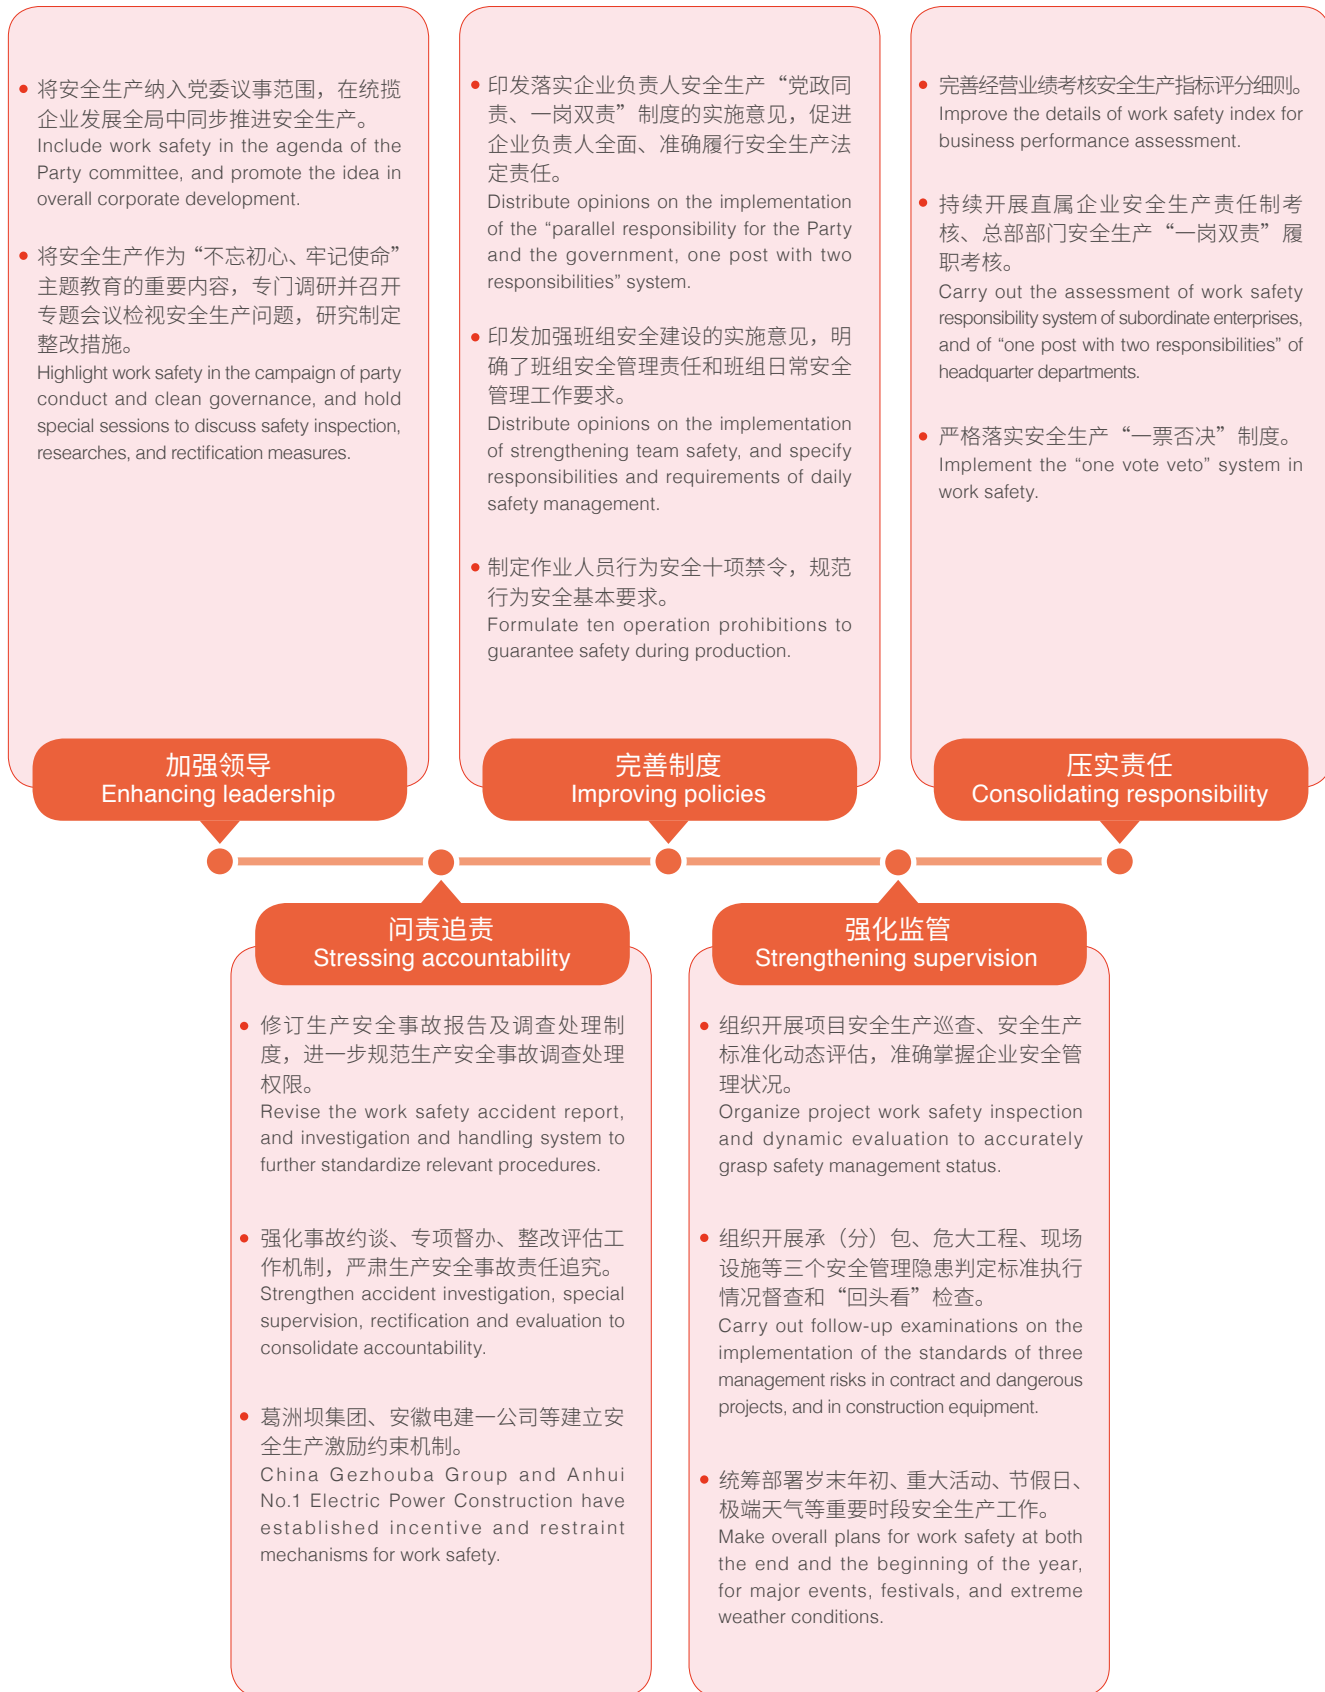 将安全生产纳入党委议事范围，在统揽
企业发展全局中同步推进安全生产。
Include work safety in the agenda of the
Party committee, and promote the idea in
overall corporate development.
将安全生产作为“不忘初心、牢记使命”
主题教育的重要内容，专门调研并召开
专题会议检视安全生产问题，研究制定
整改措施。
Highlight work safety in the campaign of party
conduct and clean governance, and hold
special sessions to discuss safety inspection,
researches, and rectification measures.
加强领导
Enhancing leadership
印发落实企业负责人安全生产“党政同
责、一岗双责”制度的实施意见，促进
企业负责人全面、准确履行安全生产法
定责任。
Distribute opinions on the implementation
of the “parallel responsibility for the Party
and the government, one post with two
responsibilities” system.
印发加强班组安全建设的实施意见，明
确了班组安全管理责任和班组日常安全
管理工作要求。
Distribute opinions on the implementation
of strengthening team safety, and specify
responsibilities and requirements of daily
safety management.
制定作业人员行为安全十项禁令，规范
行为安全基本要求。
Formulate ten operation prohibitions to
guarantee safety during production.
完善制度
Improving policies
完善经营业绩考核安全生产指标评分细则。
Improve the details of work safety index for
business performance assessment.
持续开展直属企业安全生产责任制考
核、总部部门安全生产“一岗双责”履
职考核。
Carry out the assessment of work safety
responsibility system of subordinate enterprises,
and of “one post with two responsibilities” of
headquarter departments.
严格落实安全生产“一票否决”制度。
Implement the “one vote veto” system in
work safety.
压实责任
Consolidating responsibility
问责追责
Stressing accountability
修订生产安全事故报告及调查处理制
度，进一步规范生产安全事故调查处理
权限。
Revise the work safety accident report,
and investigation and handling system to
further standardize relevant procedures.
强化事故约谈、专项督办、整改评估工
作机制，严肃生产安全事故责任追究。
Strengthen accident investigation, special
supervision, rectification and evaluation to
consolidate accountability.
葛洲坝集团、安徽电建一公司等建立安
全生产激励约束机制。
China Gezhouba Group and Anhui
No.1 Electric Power Construction have
established incentive and restraint
mechanisms for work safety.
强化监管
Strengthening supervision
组织开展项目安全生产巡查、安全生产
标准化动态评估，准确掌握企业安全管
理状况。
Organize project work safety inspection
and dynamic evaluation to accurately
grasp safety management status.
组织开展承（分）包、危大工程、现场
设施等三个安全管理隐患判定标准执行
情况督查和“回头看”检查。
Carry out follow-up examinations on the
implementation of the standards of three
management risks in contract and dangerous
projects, and in construction equipment.
统筹部署岁末年初、重大活动、节假日、
极端天气等重要时段安全生产工作。
Make overall plans for work safety at both
the end and the beginning of the year,
for major events, festivals, and extreme
weather conditions.